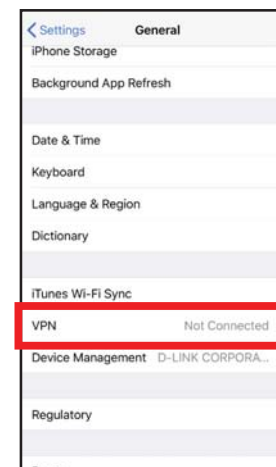 Settings General
iPhone Storage
Background App Refresh
Date & Time
Keyboard
Language & Region
Dictionary
iTunes Wi-Fi Sync
VPN Not Connected
Device Management D-LINK CORPORA...
Regulatory